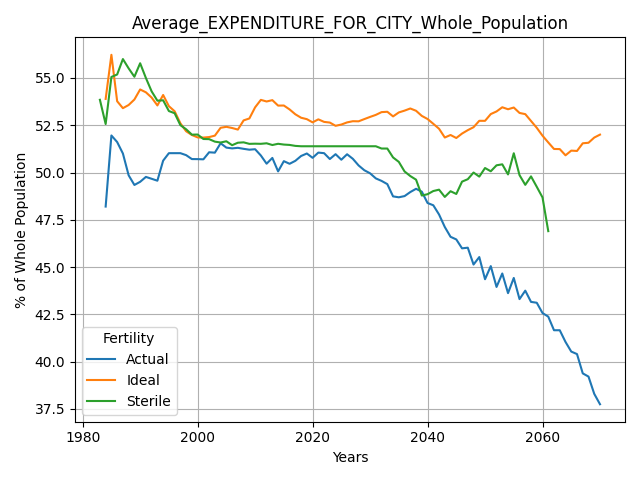 Average_EXPENDITURE_FOR_CITY_Whole_Population
% of Whole Population
55.0
52.5
50.0
47.5
45.0
42.5
40.0
37.5
Fertility
Actual
Ideal
Sterile
1980
2000
2020
2040
2060
Years